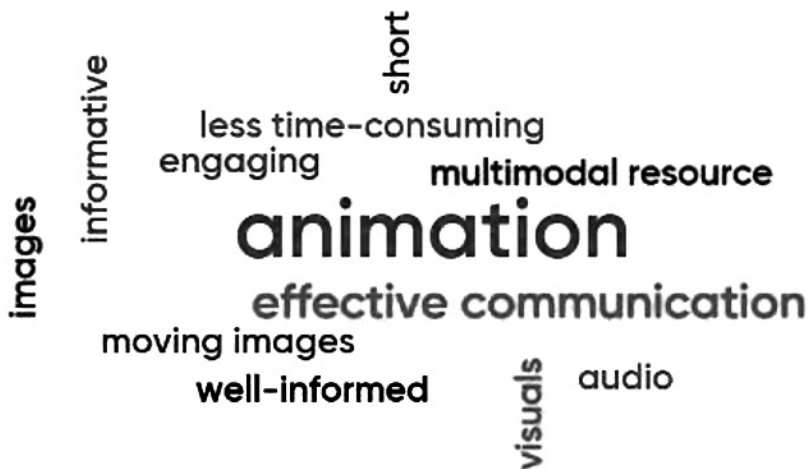 short
informative
less time-consuming
engaging
multimodal resource
images
animation
effective communication
moving images
well-informed
visuals
audio